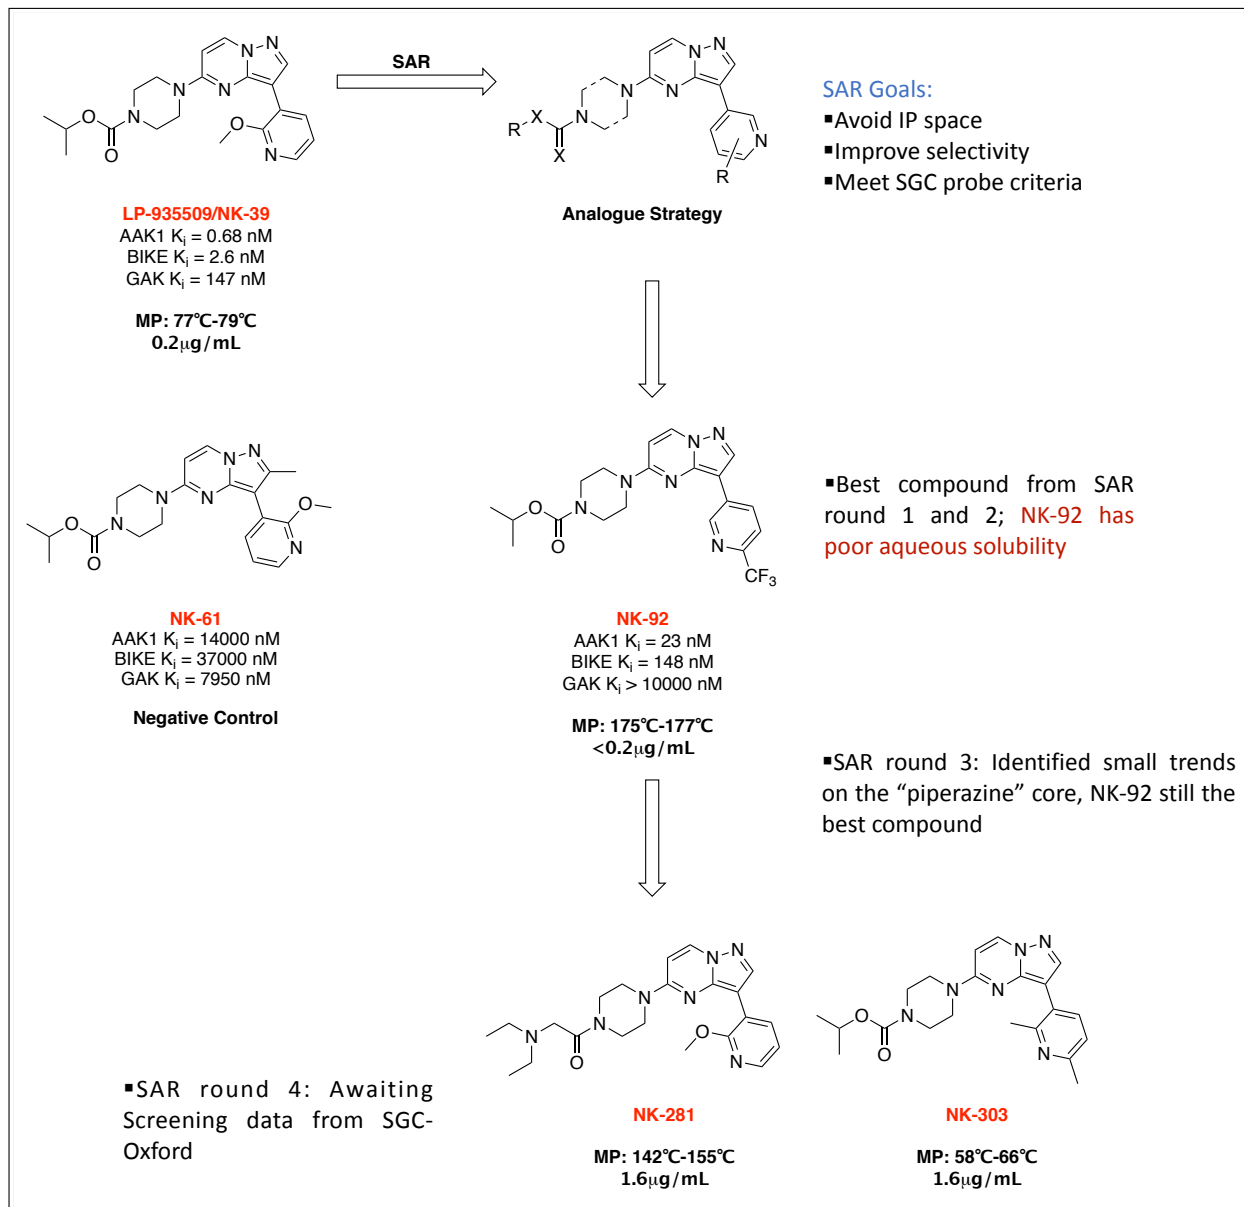 SAR
SAR Goals:
▪Avoid IP space
▪Improve selectivity
▪Meet SGC probe criteria
N
N
N
N
N
O
O
O
N
LP-935509/NK-39
AAK1 Ki = 0.68 nM
BIKE Ki = 2.6 nM
GAK Ki = 147 nM
MP: 77℃-79℃
0.2µg/mL
N
N
N
N
N
X
R
X
N
R
Analogue Strategy
N
N
N
N
N
O
O
O
N
NK-61
AAK1 Ki = 14000 nM
BIKE Ki = 37000 nM
GAK Ki = 7950 nM
Negative Control
N
N
N
N
N
O
O
N
CF3
NK-92
AAK1 Ki = 23 nM
BIKE Ki = 148 nM
GAK Ki > 10000 nM
MP: 175℃-177℃
<0.2µg/mL
▪Best compound from SAR
round 1 and 2; NK-92 has
poor aqueous solubility
▪SAR round 3: Identified small trends
on the “piperazine” core, NK-92 still the
best compound
▪SAR round 4: Awaiting
Screening data from SGC-
Oxford
N
N
N
N
N
N
O
O
N
NK-281
MP: 142℃-155℃
1.6µg/mL
N
N
N
N
N
O
O
N
NK-303
MP: 58℃-66℃
1.6µg/mL